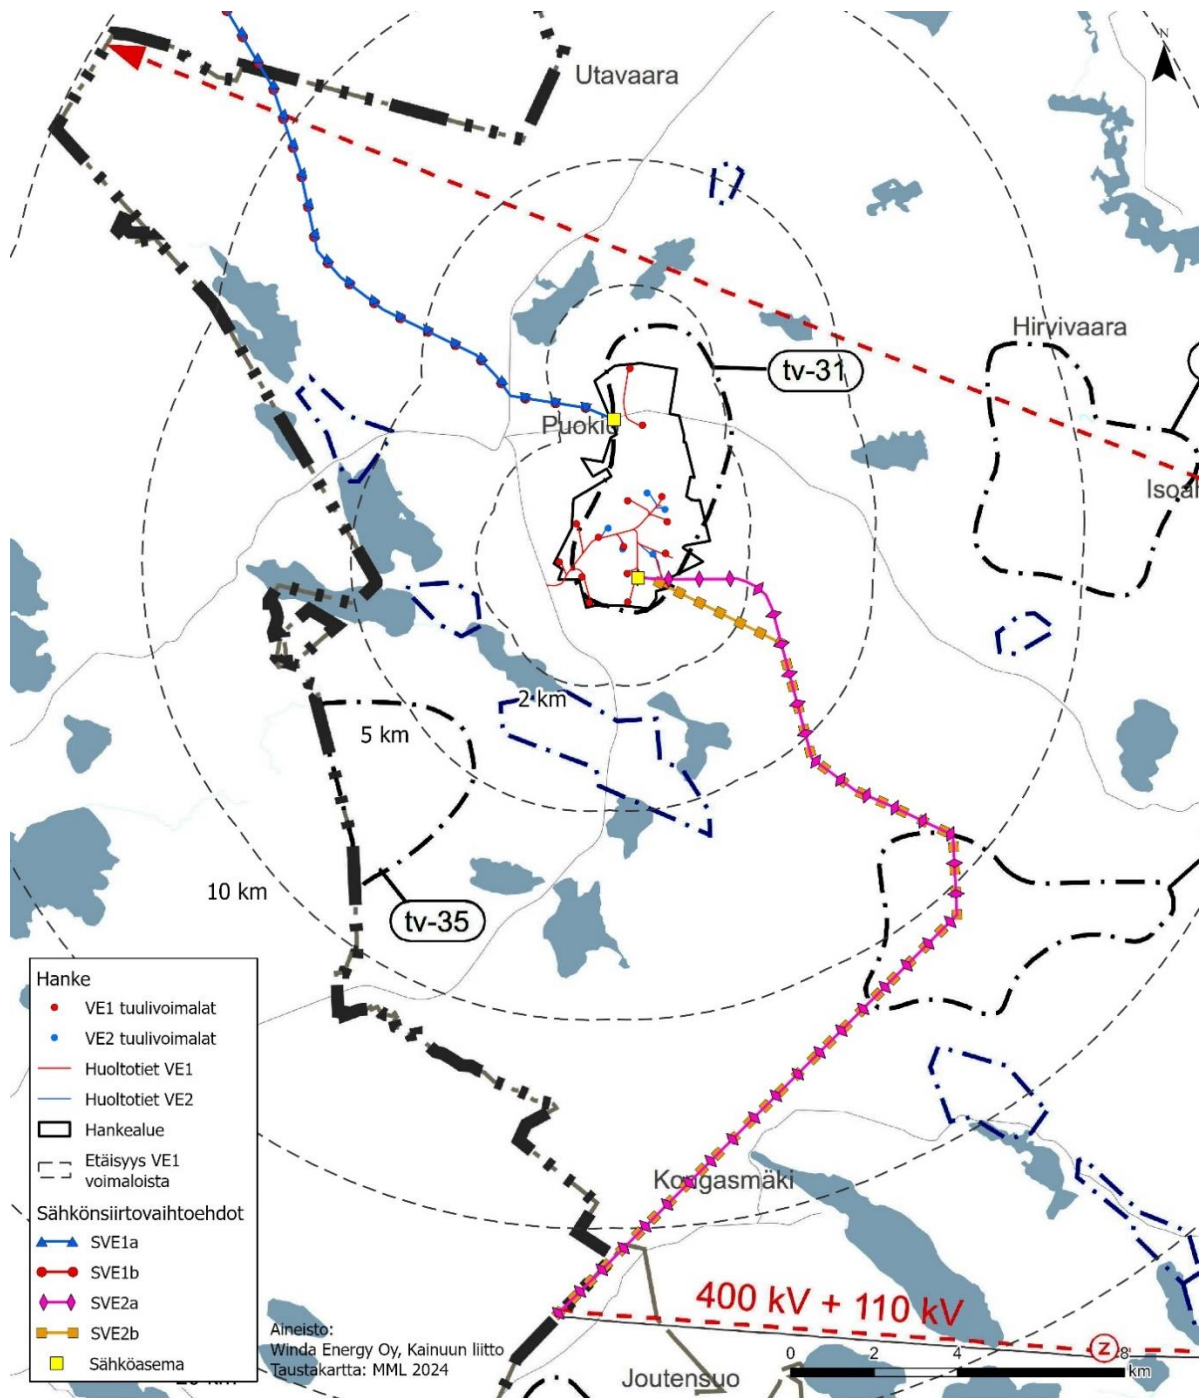 N
Utavaara
Hirvivaara
tv-31
Puokio
2 km
5 km
10 km
tv-35
Hanke
VE1 tuulivoimalat
VE2 tuulivoimalat
Huoltotiet VE1
Huoltotiet VE2
Hankealue
Etäisyys VE1
voimaloista
Sähkönsiirtovaihtoehdot
SVE1a
SVE1b
SVE2a
SVE2b
Sähköasema
Aineisto:
Winda Energy Oy, Kainuun liitto
Taustakartta: MML 2024
Kongasmäki
400 kV + 110 kV
Z
Joutensuo
0 2 4 8
km